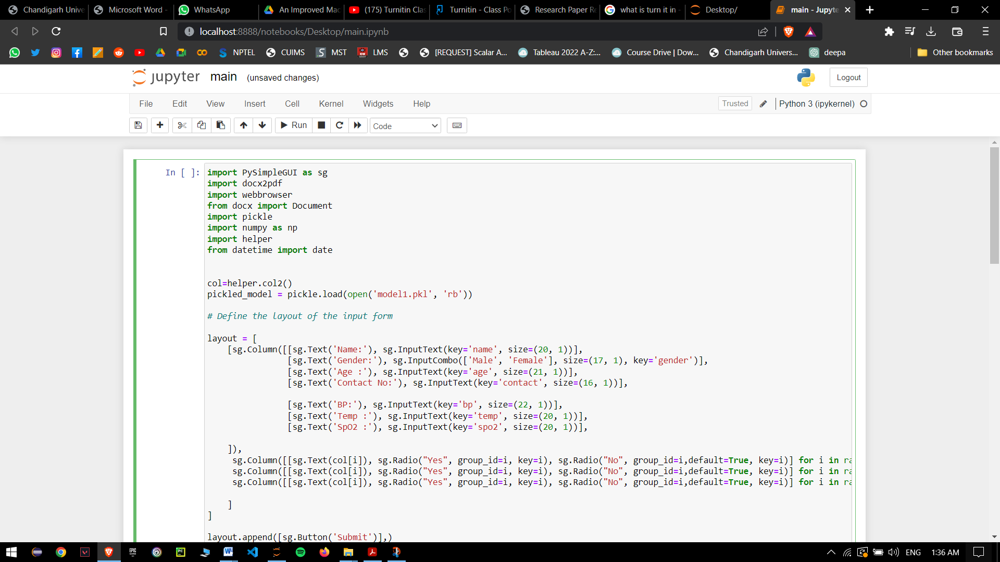 Chandigarh Unive
Microsoft Word -
WhatsApp
An Improved Mac
(175) Turnitin Clas
Turnitin - Class Po
Research Paper Re
what is turn it in -
Desktop/
main - Jupyte
localhost:8888/notebooks/Desktop/main.ipynb
NPTEL
CUIMS
MST
LMS
[REQUEST] Scalar A...
Tableau 2022 A-Z:...
Course Drive | Dow...
Chandigarh Univers...
deepa
Other bookmarks
jupyter main (unsaved changes)
Logout
File Edit View Insert Cell Kernel Widgets Help
Trusted
Python 3 (ipykernel)
Run
Code
In [ ]:
import PySimpleGUI as sg
import docx2pdf
import webbrowser
from docx import Document
import pickle
import numpy as np
import helper
from datetime import date
col=helper.col2()
pickled_model = pickle.load(open('model1.pkl', 'rb'))
# Define the layout of the input form
layout = [
[sg.Column([[sg.Text('Name:'), sg.InputText(key='name', size=(20, 1))],
[sg.Text('Gender:'), sg.InputCombo(['Male', 'Female'], size=(17, 1), key='gender')],
[sg.Text('Age :'), sg.InputText(key='age', size=(21, 1))],
[sg.Text('Contact No:'), sg.InputText(key='contact', size=(16, 1))],
[sg.Text('BP:'), sg.InputText(key='bp', size=(22, 1))],
[sg.Text('Temp :'), sg.InputText(key='temp', size=(20, 1))],
[sg.Text('SpO2 :'), sg.InputText(key='spo2', size=(20, 1))],
]),
sg.Column([[sg.Text(col[i]), sg.Radio("Yes", group_id=i, key=i), sg.Radio("No", group_id=i,default=True, key=i)] for i in ra
sg.Column([[sg.Text(col[i]), sg.Radio("Yes", group_id=i, key=i), sg.Radio("No", group_id=i,default=True, key=i)] for i in ra
sg.Column([[sg.Text(col[i]), sg.Radio("Yes", group_id=i, key=i), sg.Radio("No", group_id=i,default=True, key=i)] for i in ra
]
]
layout.append([sg.Button('Submit')],)
ENG
1:36 AM